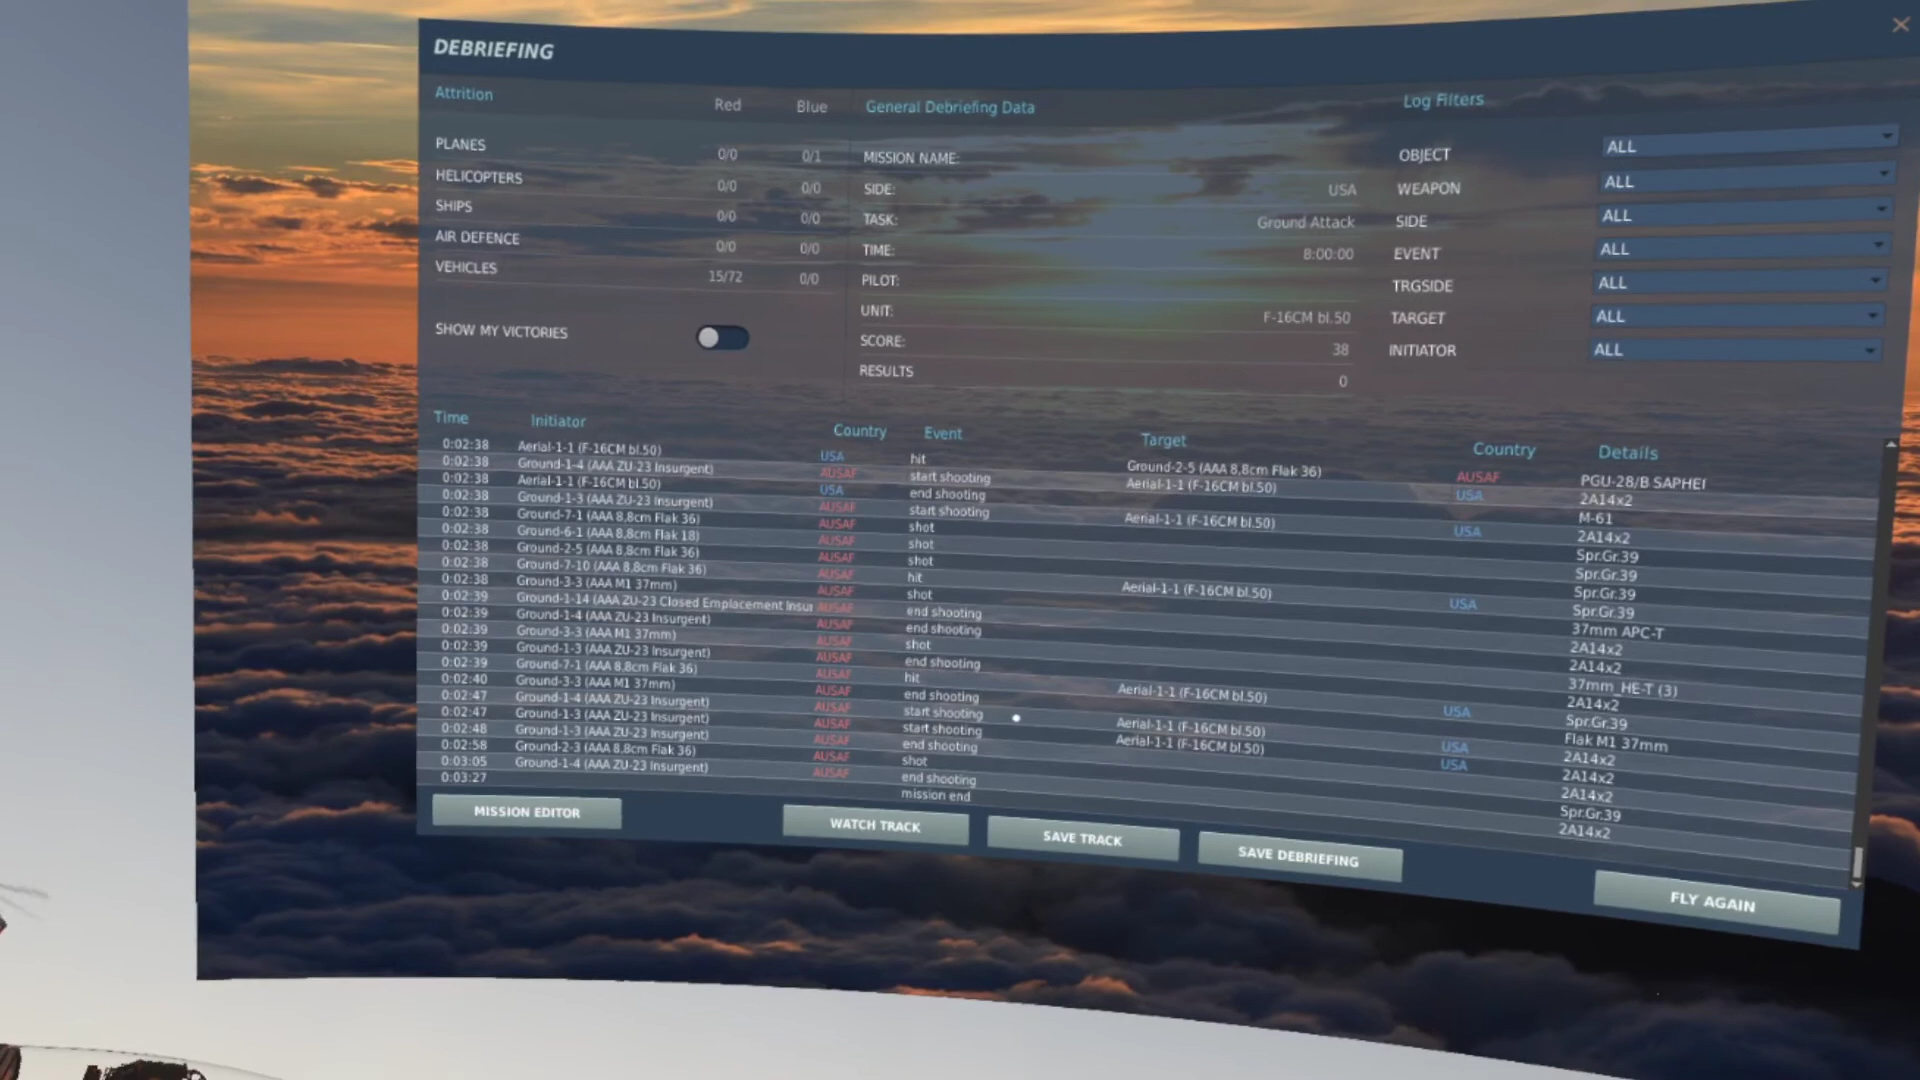 DEBRIEFING
Attrition Red Blue
PLANES 0/0 0/1
HELICOPTERS 0/0 0/0
SHIPS 0/0 0/0
AIR DEFENCE 0/0 0/0
VEHICLES 15/72 0/0
SHOW MY VICTORIES
General Debriefing Data
MISSION NAME:
SIDE: USA
TASK: Ground Attack
TIME: 8:00:00
PILOT:
UNIT: F-16CM bl.50
SCORE: 38
RESULTS 0
Log Filters
OBJECT ALL
WEAPON ALL
SIDE ALL
EVENT ALL
TRGSIDE ALL
TARGET ALL
INITIATOR ALL
Time Initiator Country Event Target Country Details
0:02:38 Aerial-1-1 (F-16CM bl.50) USA hit Ground-2-5 (AAA 8,8cm Flak 36) AUSAF PGU-28/B SAPHEI
0:02:38 Ground-1-4 (AAA ZU-23 Insurgent) AUSAF start shooting Aerial-1-1 (F-16CM bl.50) USA 2A14x2
0:02:38 Aerial-1-1 (F-16CM bl.50) USA end shooting M-61
0:02:38 Ground-1-3 (AAA ZU-23 Insurgent) AUSAF start shooting Aerial-1-1 (F-16CM bl.50) USA 2A14x2
0:02:38 Ground-7-1 (AAA 8,8cm Flak 36) AUSAF shot Spr.Gr.39
0:02:38 Ground-6-1 (AAA 8,8cm Flak 18) AUSAF shot Spr.Gr.39
0:02:38 Ground-2-5 (AAA 8,8cm Flak 36) AUSAF shot Spr.Gr.39
0:02:38 Ground-7-10 (AAA 8,8cm Flak 36) AUSAF hit Aerial-1-1 (F-16CM bl.50) USA Spr.Gr.39
0:02:38 Ground-3-3 (AAA M1 37mm) AUSAF shot 37mm APC-T
0:02:39 Ground-1-14 (AAA ZU-23 Closed Emplacement Insur AUSAF end shooting 2A14x2
0:02:39 Ground-1-4 (AAA ZU-23 Insurgent) AUSAF end shooting 2A14x2
0:02:39 Ground-3-3 (AAA M1 37mm) AUSAF shot 37mm_HE-T (3)
0:02:39 Ground-1-3 (AAA ZU-23 Insurgent) AUSAF end shooting 2A14x2
0:02:39 Ground-7-1 (AAA 8,8cm Flak 36) AUSAF hit Aerial-1-1 (F-16CM bl.50) USA Spr.Gr.39
0:02:40 Ground-3-3 (AAA M1 37mm) AUSAF end shooting Flak M1 37mm
0:02:47 Ground-1-4 (AAA ZU-23 Insurgent) AUSAF start shooting Aerial-1-1 (F-16CM bl.50) USA 2A14x2
0:02:47 Ground-1-3 (AAA ZU-23 Insurgent) AUSAF start shooting Aerial-1-1 (F-16CM bl.50) USA 2A14x2
0:02:48 Ground-1-3 (AAA ZU-23 Insurgent) AUSAF end shooting 2A14x2
0:02:58 Ground-2-3 (AAA 8,8cm Flak 36) AUSAF shot Spr.Gr.39
0:03:05 Ground-1-4 (AAA ZU-23 Insurgent) AUSAF end shooting 2A14x2
0:03:27 mission end
MISSION EDITOR
WATCH TRACK
SAVE TRACK
SAVE DEBRIEFING
FLY AGAIN